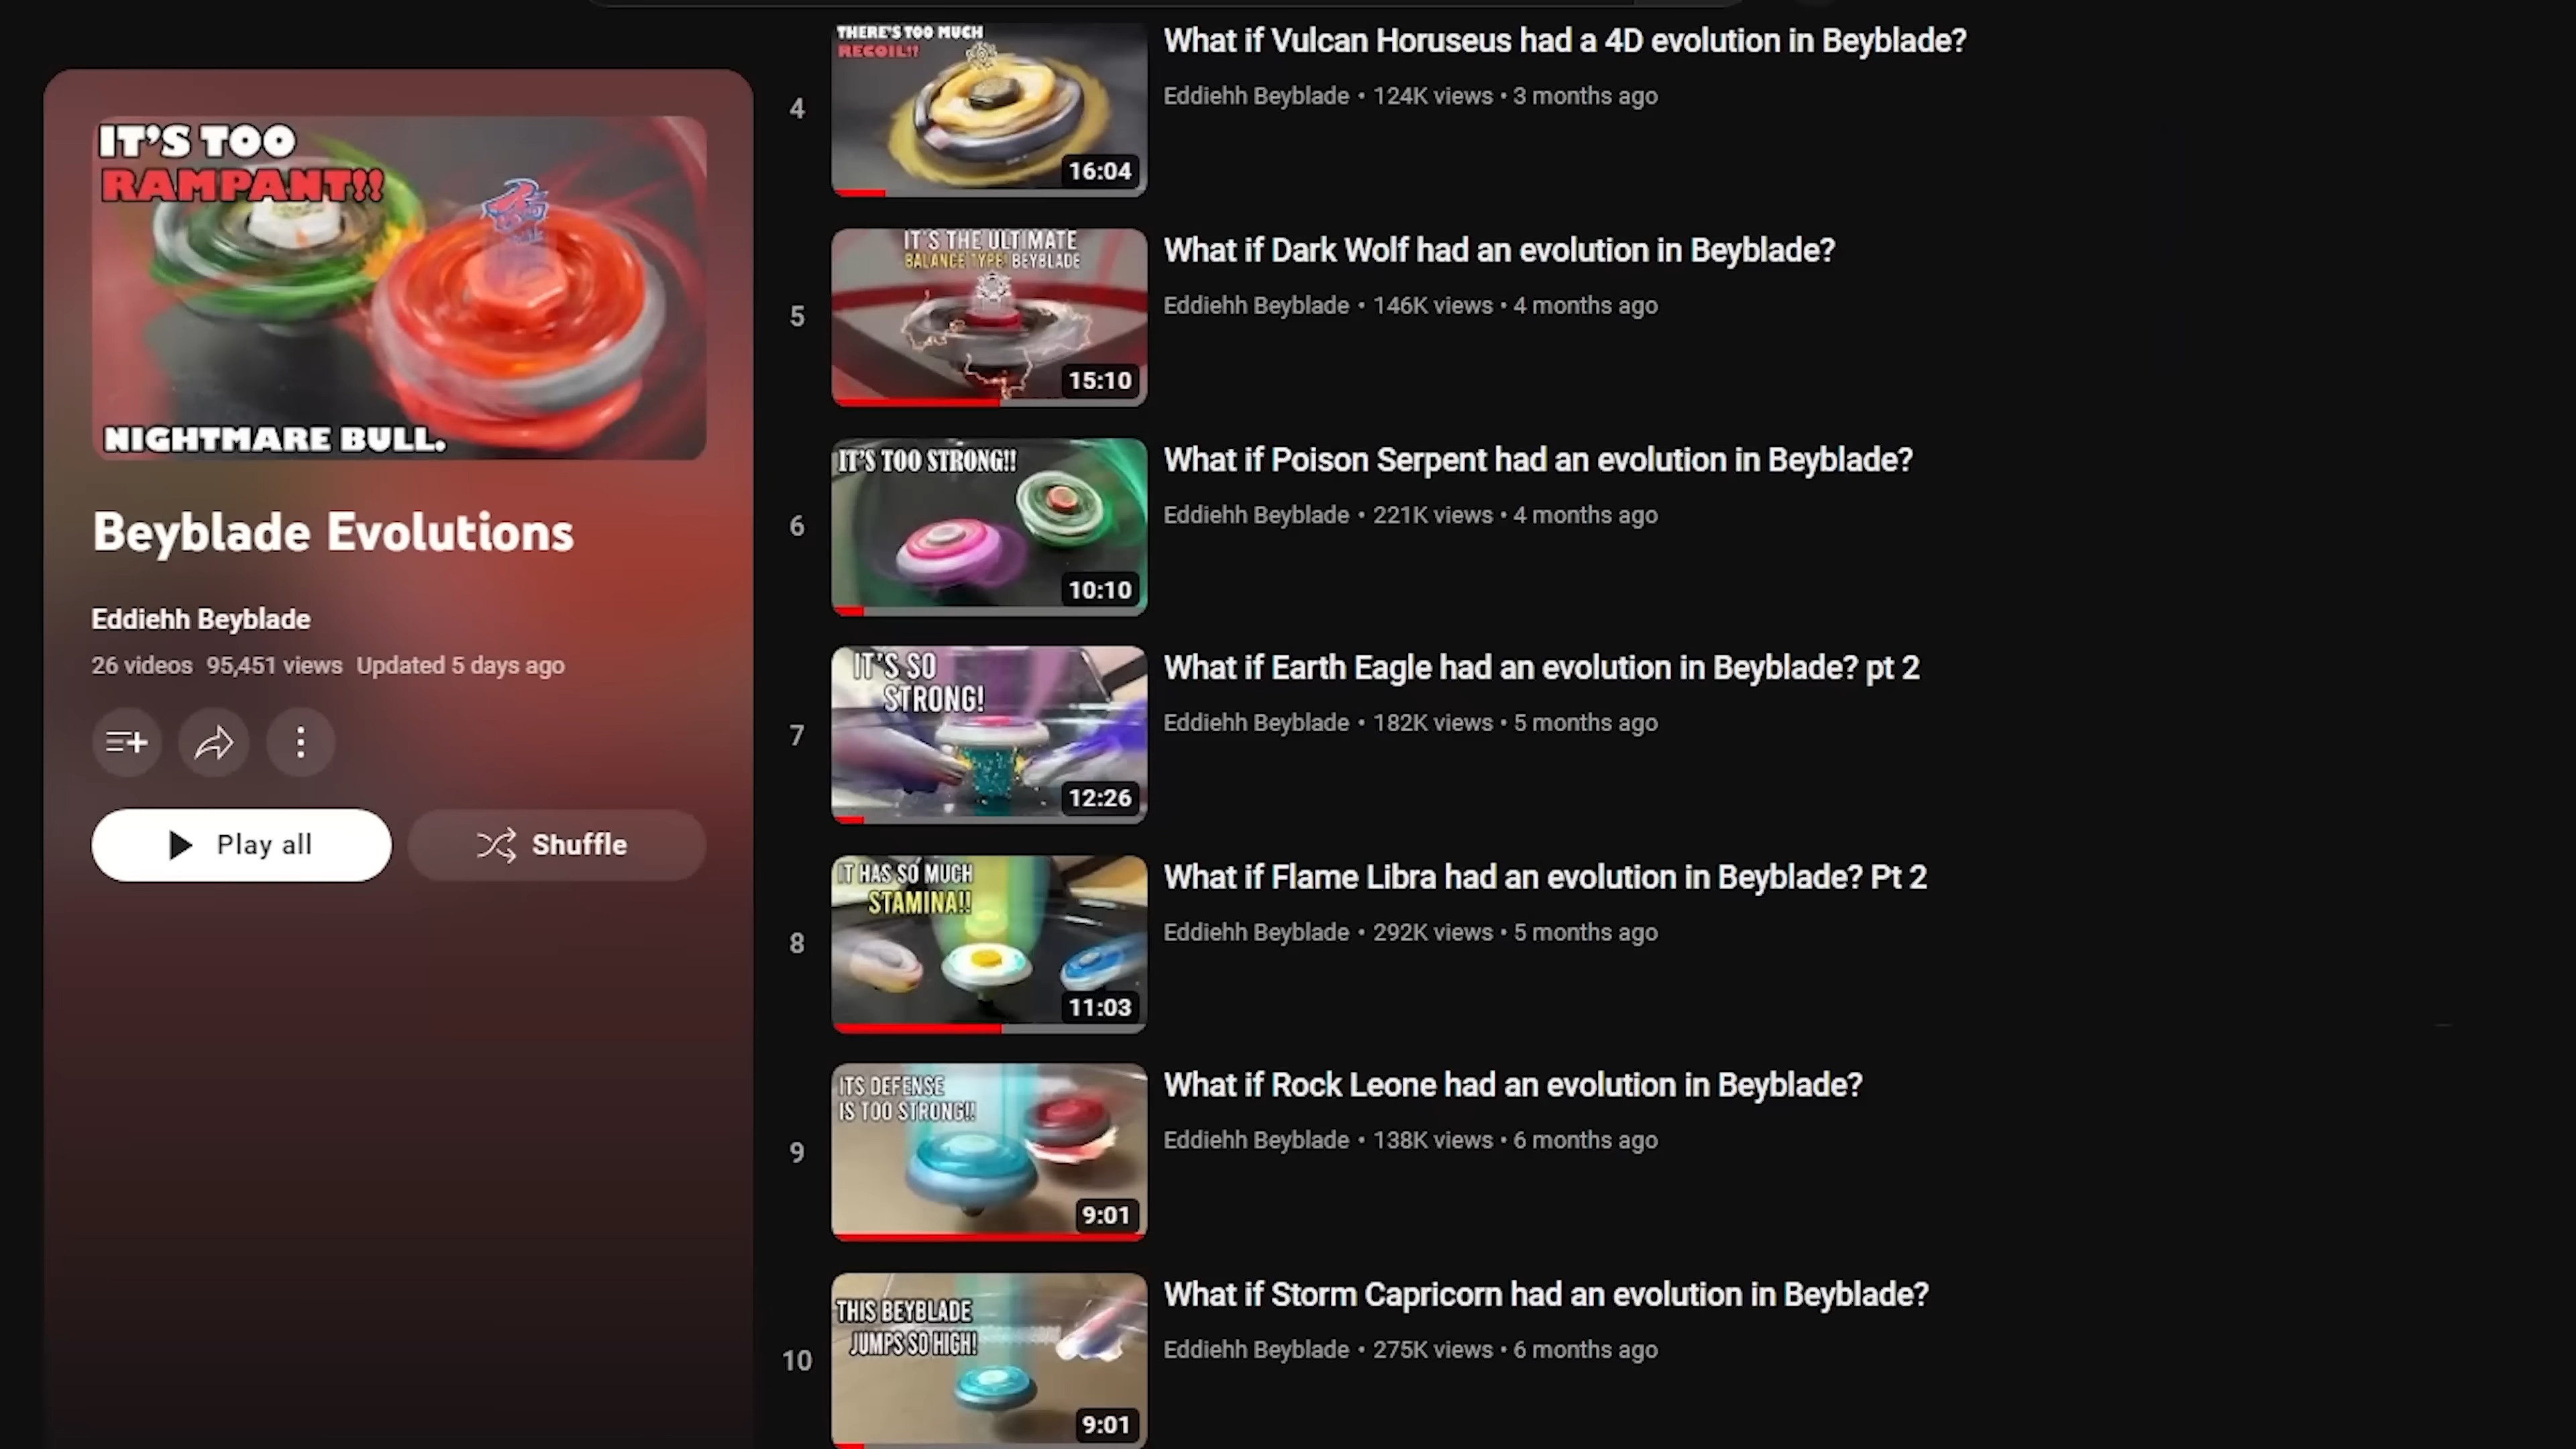 IT'S TOO
RAMPANT!!
NIGHTMARE BULL.
Beyblade Evolutions
Eddiehh Beyblade
26 videos 95,451 views Updated 5 days ago
Play all
Shuffle
4
THERE'S TOO MUCH
RECOIL!!
16:04
What if Vulcan Horuseus had a 4D evolution in Beyblade?
Eddiehh Beyblade • 124K views • 3 months ago
5
IT'S THE ULTIMATE
BALANCE TYPE! BEYBLADE
15:10
What if Dark Wolf had an evolution in Beyblade?
Eddiehh Beyblade • 146K views • 4 months ago
6
IT'S TOO STRONG!!
10:10
What if Poison Serpent had an evolution in Beyblade?
Eddiehh Beyblade • 221K views • 4 months ago
7
IT'S SO
STRONG!
12:26
What if Earth Eagle had an evolution in Beyblade? pt 2
Eddiehh Beyblade • 182K views • 5 months ago
8
IT HAS SO MUCH
STAMINA!!
11:03
What if Flame Libra had an evolution in Beyblade? Pt 2
Eddiehh Beyblade • 292K views • 5 months ago
9
ITS DEFENSE
IS TOO STRONG!!
9:01
What if Rock Leone had an evolution in Beyblade?
Eddiehh Beyblade • 138K views • 6 months ago
10
THIS BEYBLADE
JUMPS SO HIGH!
9:01
What if Storm Capricorn had an evolution in Beyblade?
Eddiehh Beyblade • 275K views • 6 months ago